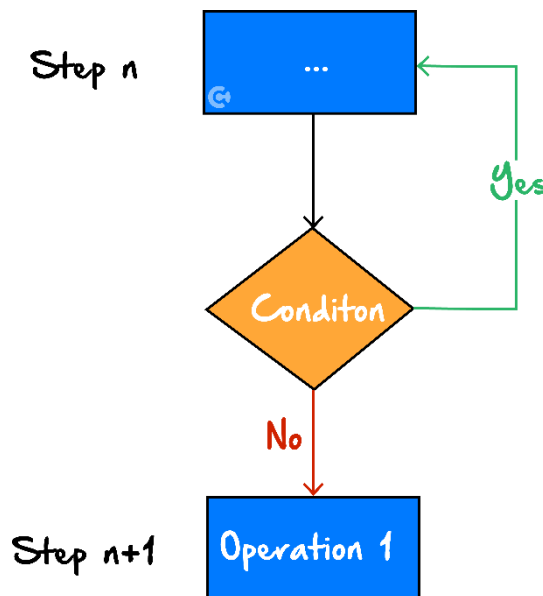 Step n
...
Yes
Conditon
No
Step n+1
Operation 1